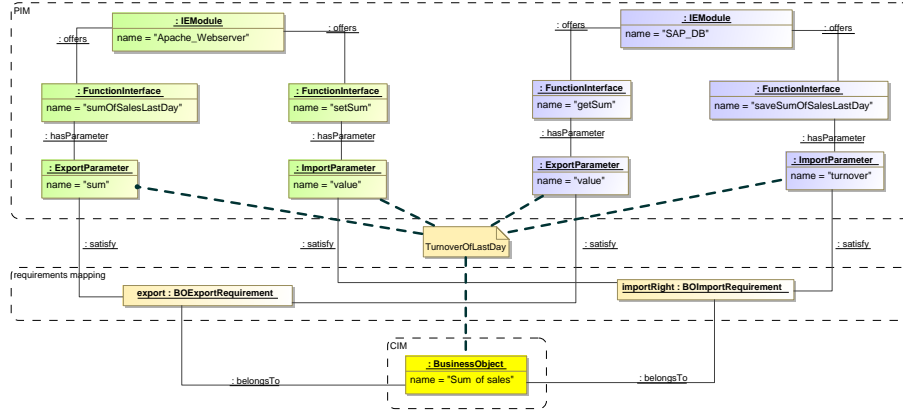 PIM
: IEModule
name = "Apache_Webserver"
: offers
: offers
: IEModule
name = "SAP_DB"
: offers
: offers
: FunctionInterface
name = "sumOfSalesLastDay"
: FunctionInterface
name = "setSum"
: FunctionInterface
name = "getSum"
: FunctionInterface
name = "saveSumOfSalesLastDay"
: hasParameter
: hasParameter
: hasParameter
: hasParameter
: ExportParameter
name = "sum"
: ImportParameter
name = "value"
: ExportParameter
name = "value"
: ImportParameter
name = "turnover"
TurnoverOfLastDay
: satisfy
: satisfy
: satisfy
: satisfy
requirements mapping
export : BOExportRequirement
importRight : BOImportRequirement
CIM
: BusinessObject
name = "Sum of sales"
: belongsTo
: belongsTo